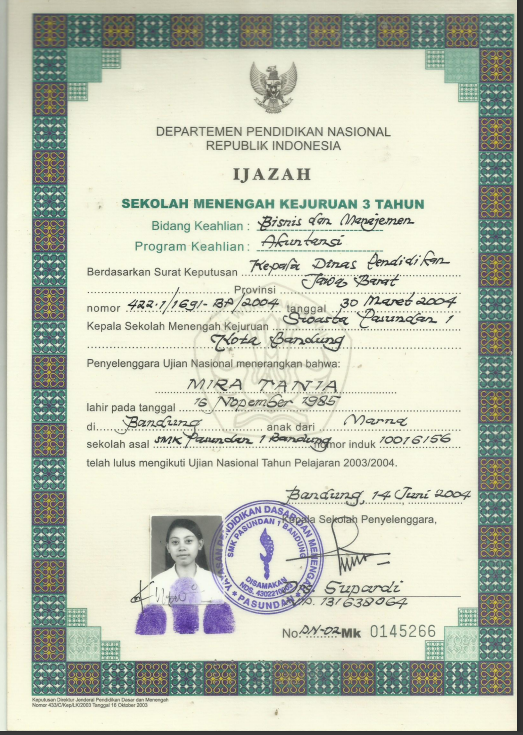 DEPARTEMEN PENDIDIKAN NASIONAL
REPUBLIK INDONESIA
IJAZAH
SEKOLAH MENENGAH KEJURUAN 3 TAHUN
Bidang Keahlian : Bisnis dan Manajemen
Program Keahlian : Akuntansi
Berdasarkan Surat Keputusan Kepala Dinas Pendidikan
Provinsi Jawa Barat
nomor 422.1/1691-BP/2004 tanggal 30 Maret 2004
Kepala Sekolah Menengah Kejuruan Swasta Pasundan 1
Kota Bandung
Penyelenggara Ujian Nasional menerangkan bahwa:
MIRA TANIA
lahir pada tanggal 16 Nopember 1985
di Bandung anak dari Marna
sekolah asal SMK Pasundan 1 Bandung nomor induk 10016156
telah lulus mengikuti Ujian Nasional Tahun Pelajaran 2003/2004.
Bandung, 14 Juni 2004
Kepala Sekolah Penyelenggara,
YAYASAN PENDIDIKAN DASAR DAN MENENGAH
SMK PASUNDAN 1 BANDUNG
DISAMAKAN
PASUNDAN
Supardi
131638064
No. DN-02 Mk 0145266
Keputusan Direktur Jenderal Pendidikan Dasar dan Menengah
Nomor 433/C/Kep/LK/2003 Tanggal 16 Oktober 2003